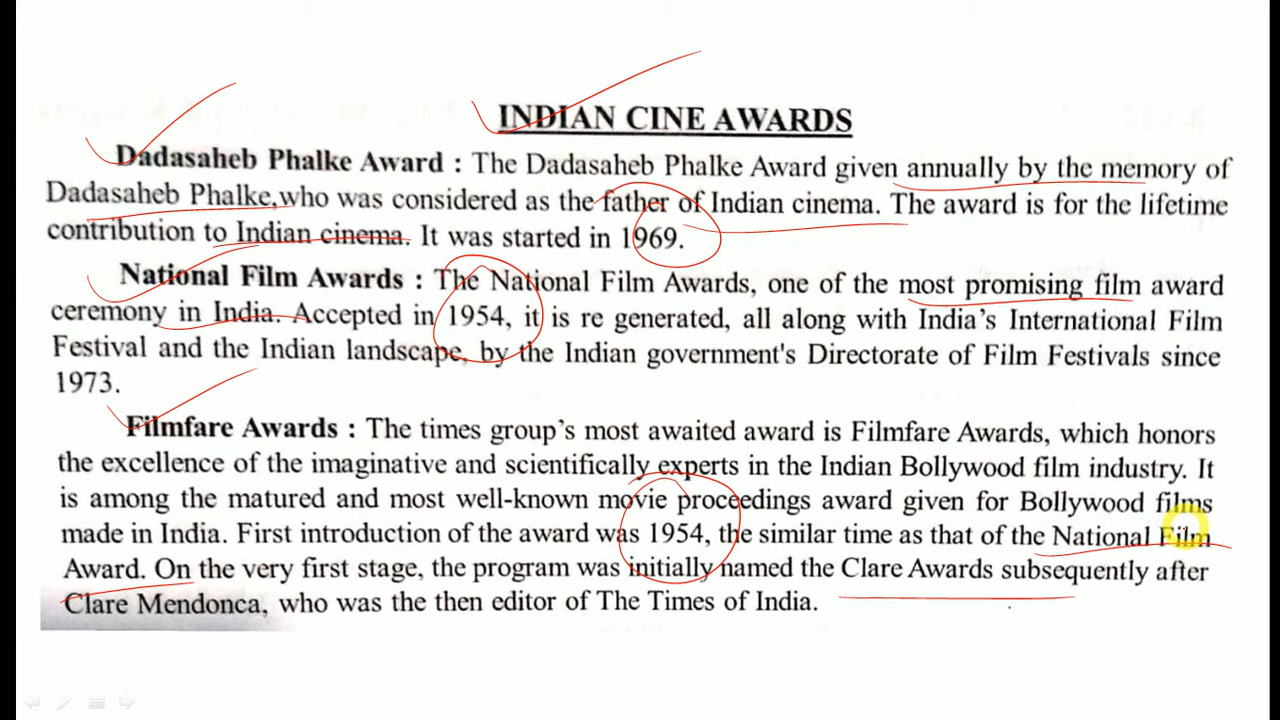 INDIAN CINE AWARDS
Dadasaheb Phalke Award : The Dadasaheb Phalke Award given annually by the memory of
Dadasaheb Phalke,who was considered as the father of Indian cinema. The award is for the lifetime
contribution to Indian cinema. It was started in 1969.
National Film Awards : The National Film Awards, one of the most promising film award
ceremony in India. Accepted in 1954, it is re generated, all along with India's International Film
Festival and the Indian landscape, by the Indian government's Directorate of Film Festivals since
1973.
Filmfare Awards : The times group's most awaited award is Filmfare Awards, which honors
the excellence of the imaginative and scientifically experts in the Indian Bollywood film industry. It
is among the matured and most well-known movie proceedings award given for Bollywood films
made in India. First introduction of the award was 1954, the similar time as that of the National Film
Award. On the very first stage, the program was initially named the Clare Awards subsequently after
Clare Mendonca, who was the then editor of The Times of India.